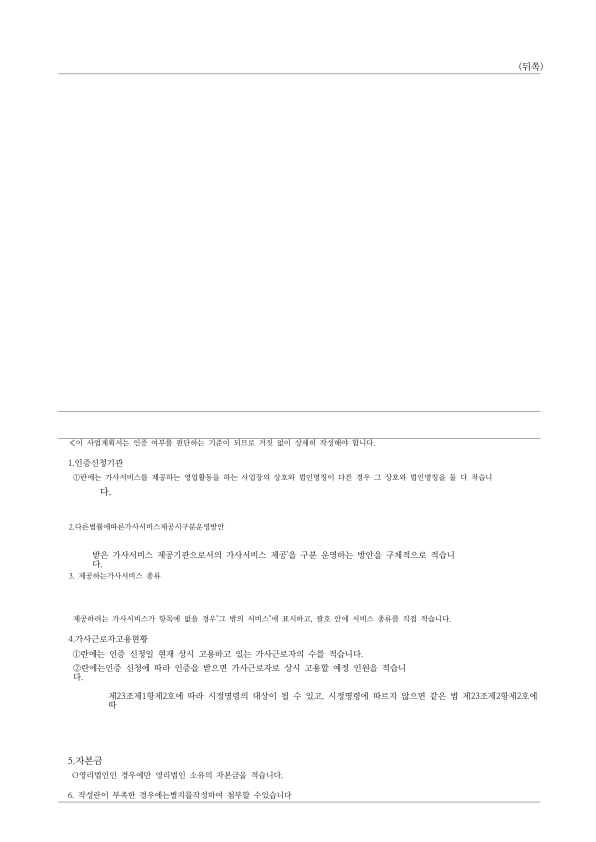 (뒤쪽)
≪이 사업계획서는 인증 여부를 판단하는 기준이 되므로 거짓 없이 상세히 작성해야 합니다.
1.인증신청기관
①란에는 가사서비스를 제공하는 영업활동을 하는 사업장의 상호와 법인명칭이 다른 경우 그 상호와 법인명칭을 둘 다 적습니
다.
2.다른법률에따른가사서비스제공시구분운영방안
받은 가사서비스 제공기관으로서의 가사서비스 제공'을 구분 운영하는 방안을 구체적으로 적습니
다.
3. 제공하는가사서비스 종류
제공하려는 가사서비스가 항목에 없을 경우"그 밖의 서비스"에 표시하고, 괄호 안에 서비스 종류를 직접 적습니다.
4.가사근로자고용현황
①란에는 인증 신청일 현재 상시 고용하고 있는 가사근로자의 수를 적습니다.
②란에는인증 신청에 따라 인증을 받으면 가사근로자로 상시 고용할 예정 인원을 적습니
다.
제23조제1항제2호에 따라 시정명령의 대상이 될 수 있고, 시정명령에 따르지 않으면 같은 법 제23조제2항제2호에
따
5.자본금
O영리법인인 경우에만 영리법인 소유의 자본금을 적습니다.
6. 작성란이 부족한 경우에는별지를작성하여 첨부할 수있습니다